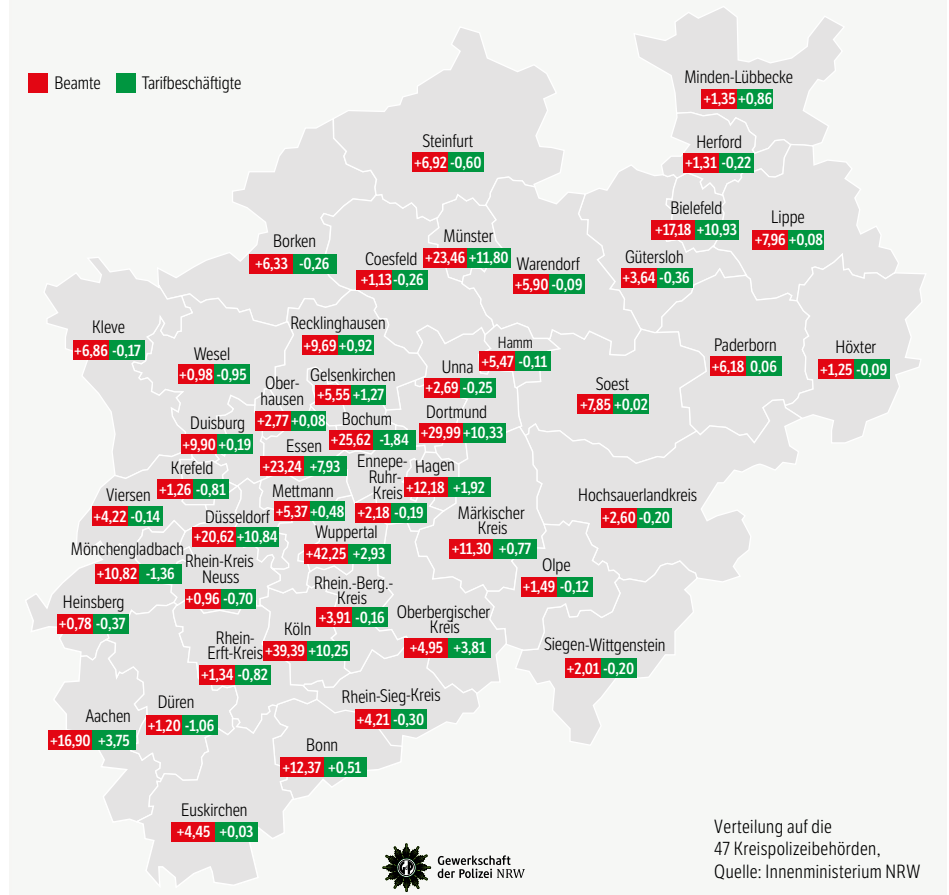 Beamte Tarifbeschäftigte
Minden-Lübbecke
+1,35 +0,86
Steinfurt
+6,92 -0,60
Herford
+1,31 -0,22
Bielefeld
+17,18 +10,93
Lippe
+7,96 +0,08
Borken
+6,33 -0,26
Coesfeld
+1,13 -0,26
Münster
+23,46 +11,80
Warendorf
+5,90 -0,09
Gütersloh
+3,64 -0,36
Kleve
+6,86 -0,17
Wesel
+0,98 -0,95
Recklinghausen
+9,69 +0,92
Hamm
+5,47 -0,11
Unna
+2,69 -0,25
Paderborn
+6,18 0,06
Höxter
+1,25 -0,09
Soest
+7,85 +0,02
Gelsenkirchen
+5,55 +1,27
Ober-
hausen
+2,77 +0,08
Duisburg
+9,90 +0,19
Bochum
+25,62 -1,84
Dortmund
+29,99 +10,33
Essen
+23,24 +7,93
Krefeld
+1,26 -0,81
Ennepe-
Ruhr-
Kreis
+2,18 -0,19
Hagen
+12,18 +1,92
Viersen
+4,22 -0,14
Mettmann
+5,37 +0,48
Hochsauerlandkreis
+2,60 -0,20
Düsseldorf
+20,62 +10,84
Wuppertal
+42,25 +2,93
Märkischer
Kreis
+11,30 +0,77
Mönchengladbach
+10,82 -1,36
Rhein-Kreis
Neuss
+0,96 -0,70
Olpe
+1,49 -0,12
Heinsberg
+0,78 -0,37
Rhein.-Berg.-
Kreis
+3,91 -0,16
Oberbergischer
Kreis
+4,95 +3,81
Rhein-
Erft-Kreis
+1,34 -0,82
Köln
+39,39 +10,25
Siegen-Wittgenstein
+2,01 -0,20
Rhein-Sieg-Kreis
+4,21 -0,30
Düren
+1,20 -1,06
Aachen
+16,90 +3,75
Bonn
+12,37 +0,51
Euskirchen
+4,45 +0,03
Verteilung auf die
47 Kreispolizeibehörden,
Quelle: Innenministerium NRW
GdP
Gewerkschaft
der Polizei NRW